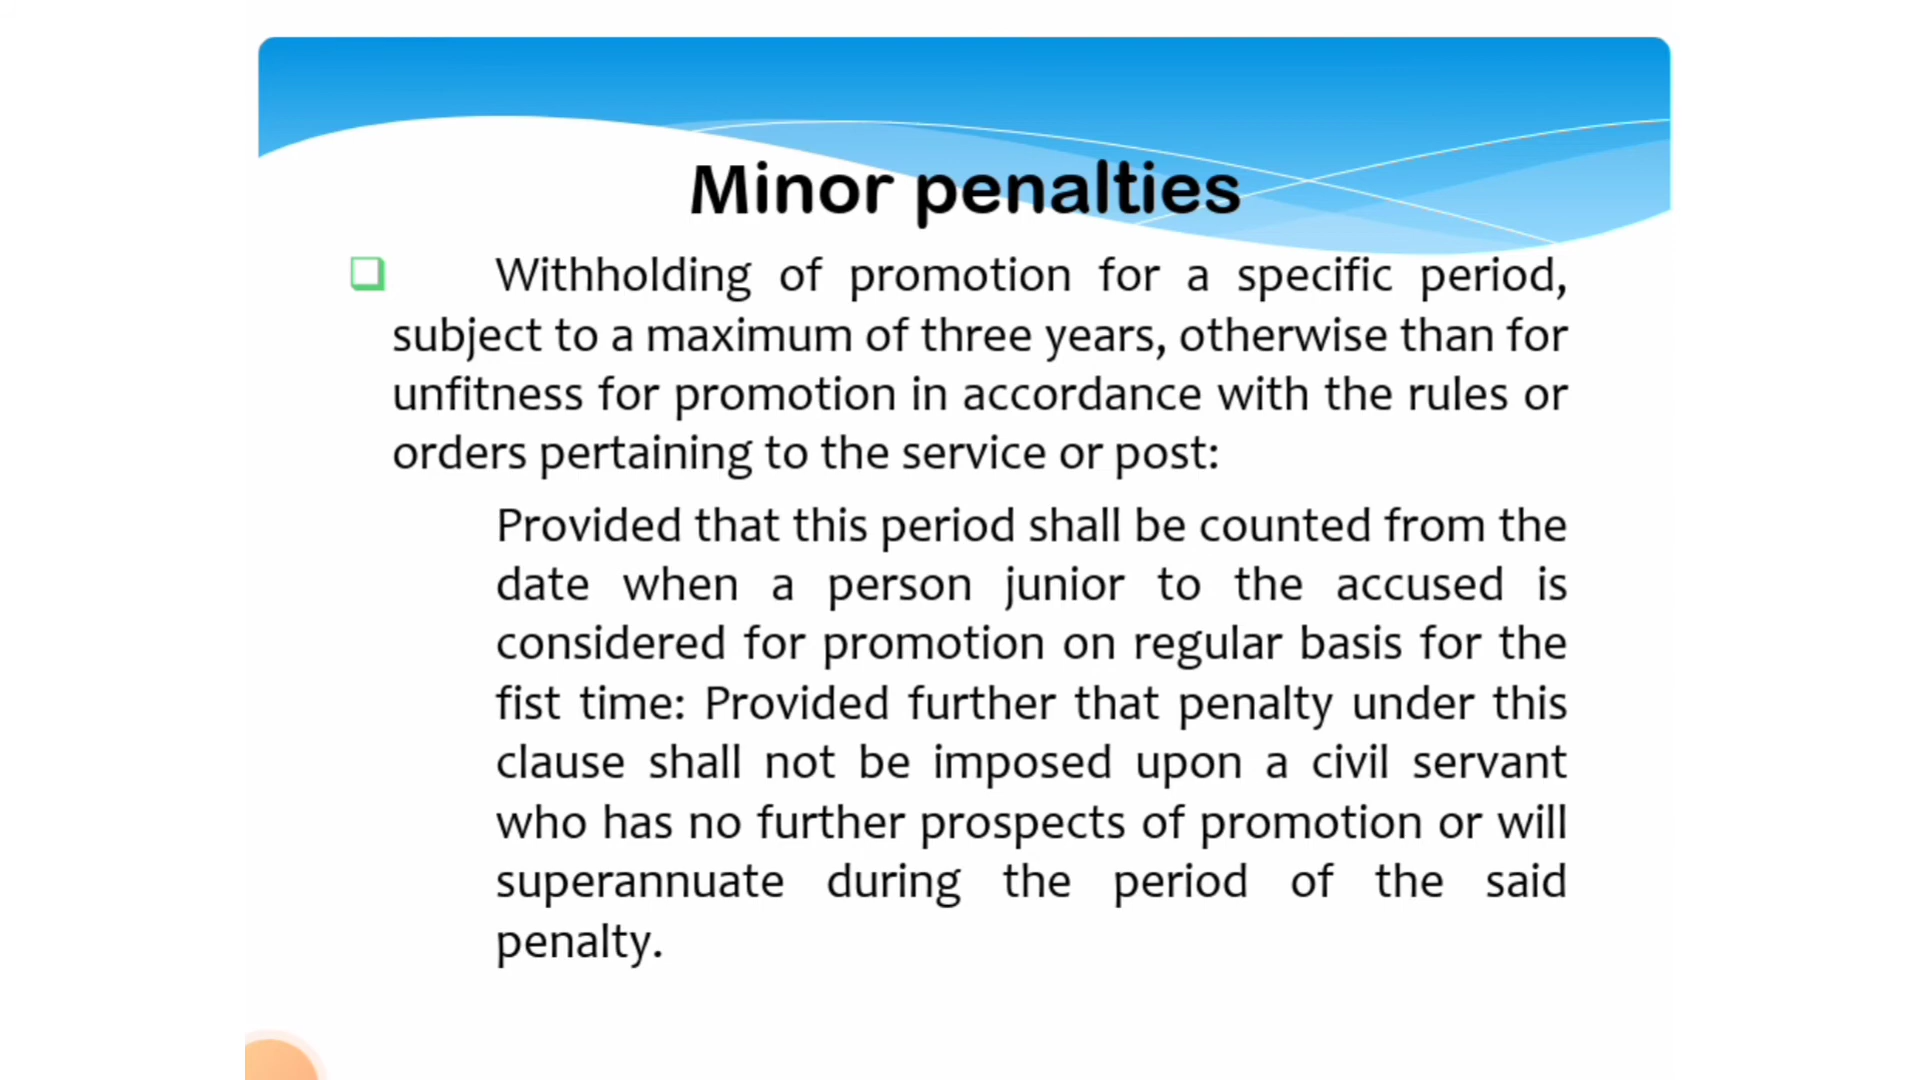 Minor penalties
Withholding of promotion for a specific period,
subject to a maximum of three years, otherwise than for
unfitness for promotion in accordance with the rules or
orders pertaining to the service or post:
Provided that this period shall be counted from the
date when a person junior to the accused is
considered for promotion on regular basis for the
fist time: Provided further that penalty under this
clause shall not be imposed upon a civil servant
who has no further prospects of promotion or will
superannuate during the period of the said
penalty.